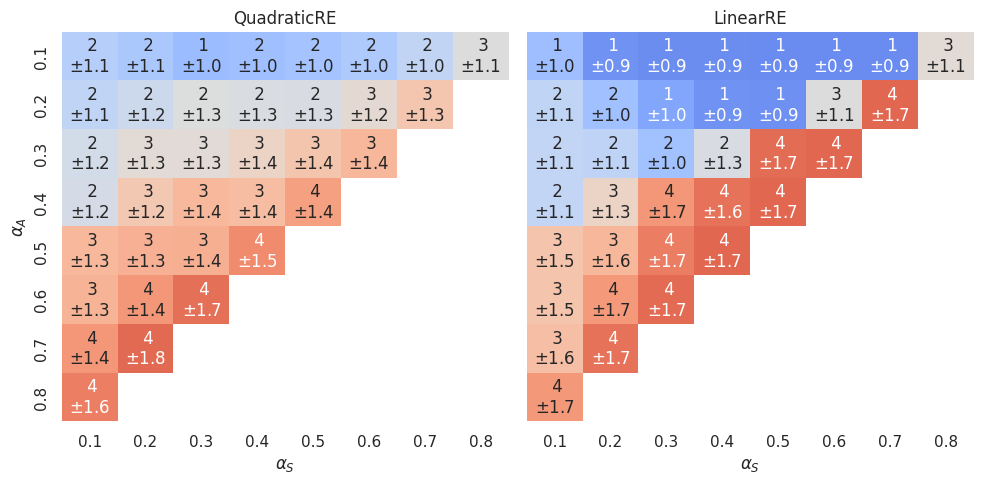 QuadraticRE
LinearRE
0.1
2 2 1 2 2 2 2 3
±1.1 ±1.1 ±1.0 ±1.0 ±1.0 ±1.0 ±1.0 ±1.1
1 1 1 1 1 1 1 3
±1.0 ±0.9 ±0.9 ±0.9 ±0.9 ±0.9 ±0.9 ±1.1
0.2
2 2 2 2 2 3 3
±1.1 ±1.2 ±1.3 ±1.3 ±1.3 ±1.2 ±1.3
2 2 1 1 1 3 4
±1.1 ±1.0 ±1.0 ±0.9 ±0.9 ±1.1 ±1.7
0.3
2 3 3 3 3 3
±1.2 ±1.3 ±1.3 ±1.4 ±1.4 ±1.4
2 2 2 2 4 4
±1.1 ±1.1 ±1.0 ±1.3 ±1.7 ±1.7
0.4
2 3 3 3 4
±1.2 ±1.2 ±1.4 ±1.4 ±1.4
2 3 4 4 4
±1.1 ±1.3 ±1.7 ±1.6 ±1.7
α_A
0.5
3 3 3 4
±1.3 ±1.3 ±1.4 ±1.5
3 3 4 4
±1.5 ±1.6 ±1.7 ±1.7
0.6
3 4 4
±1.3 ±1.4 ±1.7
3 4 4
±1.5 ±1.7 ±1.7
0.7
4 4
±1.4 ±1.8
3 4
±1.6 ±1.7
0.8
4
±1.6
4
±1.7
0.1 0.2 0.3 0.4 0.5 0.6 0.7 0.8
α_S
0.1 0.2 0.3 0.4 0.5 0.6 0.7 0.8
α_S